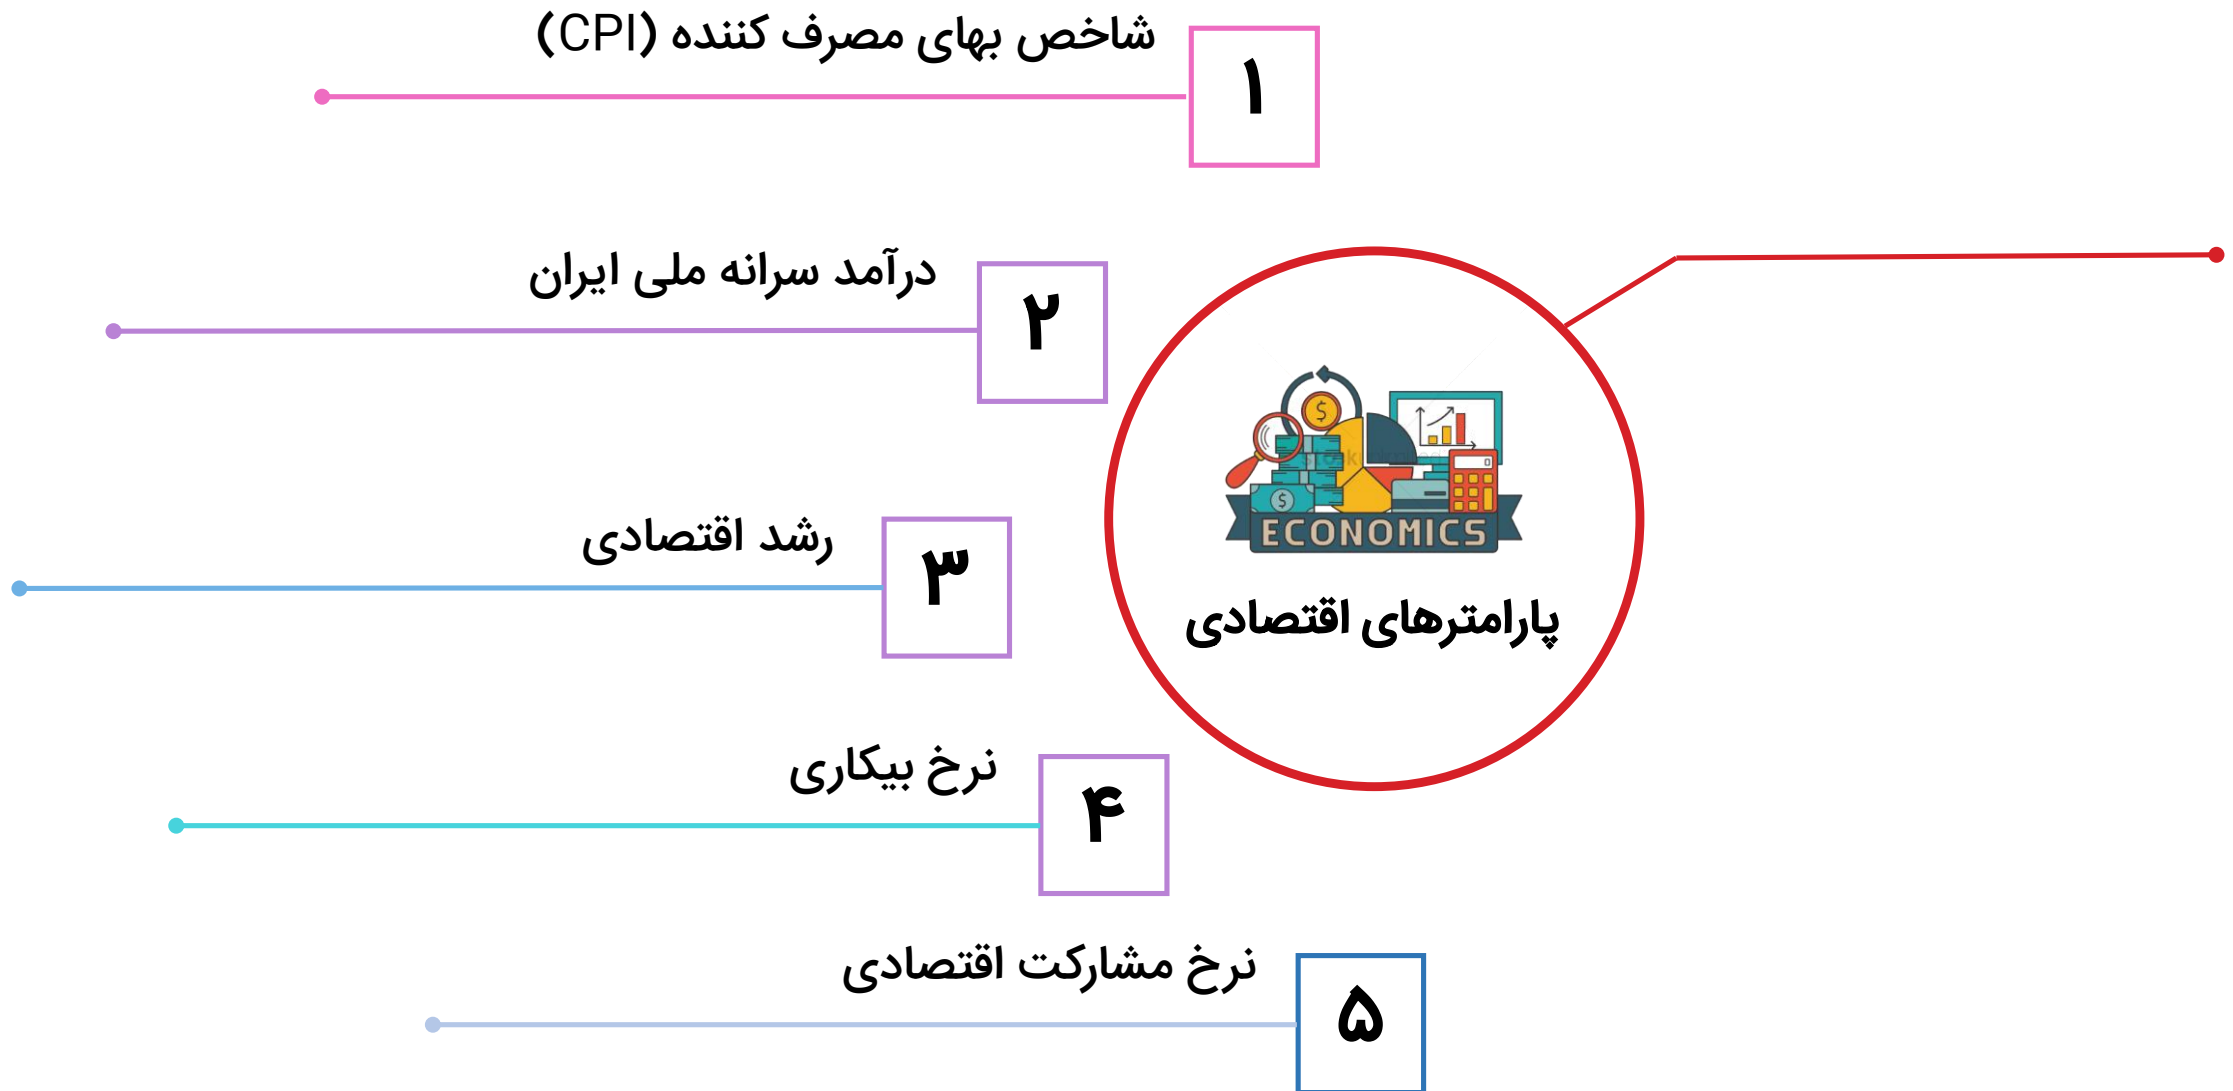 شاخص بهای مصرف کننده (CPI)
۱
درآمد سرانه ملی ایران
۲
رشد اقتصادی
۳
ECONOMICS
پارامترهای اقتصادی
نرخ بیکاری
۴
نرخ مشارکت اقتصادی
۵